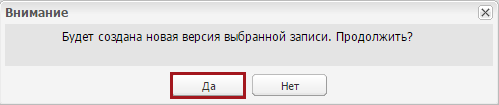 Внимание
Будет создана новая версия выбранной записи. Продолжить?
Да
Нет